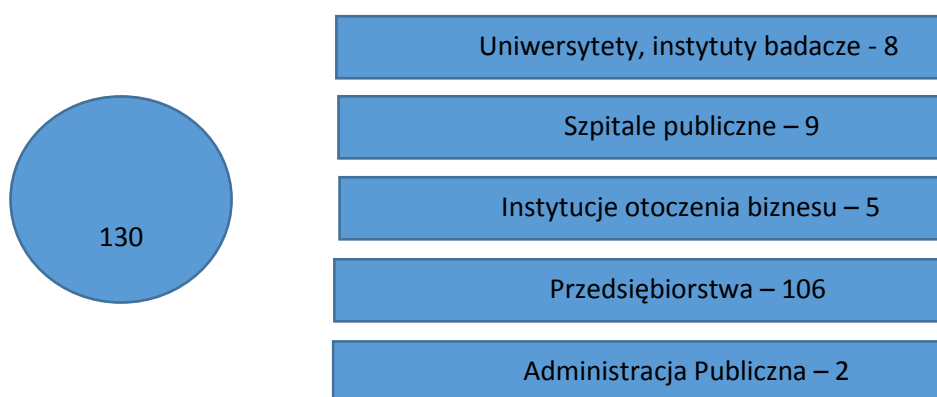 Uniwersytety, instytuty badacze - 8
Szpitale publiczne – 9
130
Instytucje otoczenia biznesu – 5
Przedsiębiorstwa – 106
Administracja Publiczna – 2